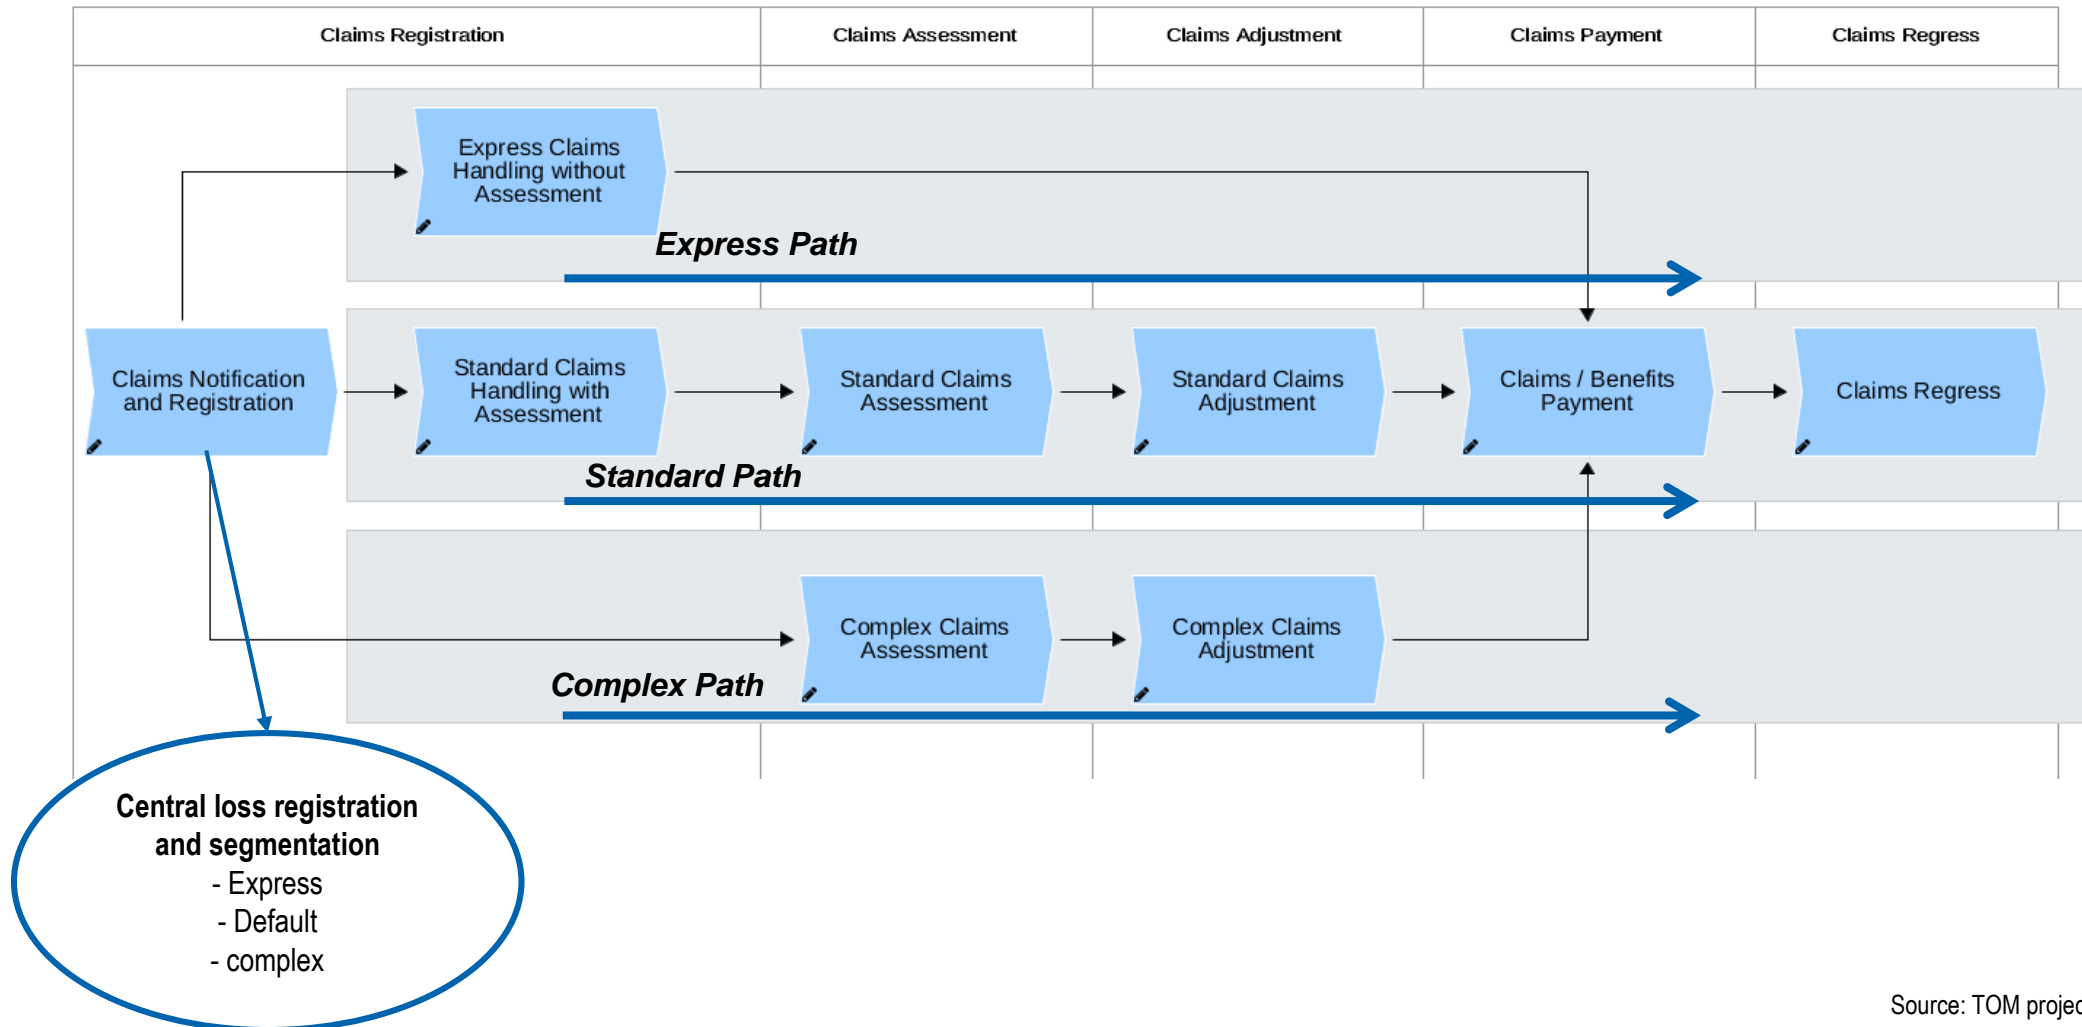 Claims Registration
Claims Assessment
Claims Adjustment
Claims Payment
Claims Regress
Express Claims
Handling without
Assessment
Express Path
Claims Notification
and Registration
Standard Claims
Handling with
Assessment
Standard Claims
Assessment
Standard Claims
Adjustment
Claims / Benefits
Payment
Claims Regress
Standard Path
Complex Claims
Assessment
Complex Claims
Adjustment
Complex Path
Central loss registration
and segmentation
- Express
- Default
- complex
Source: TOM projec